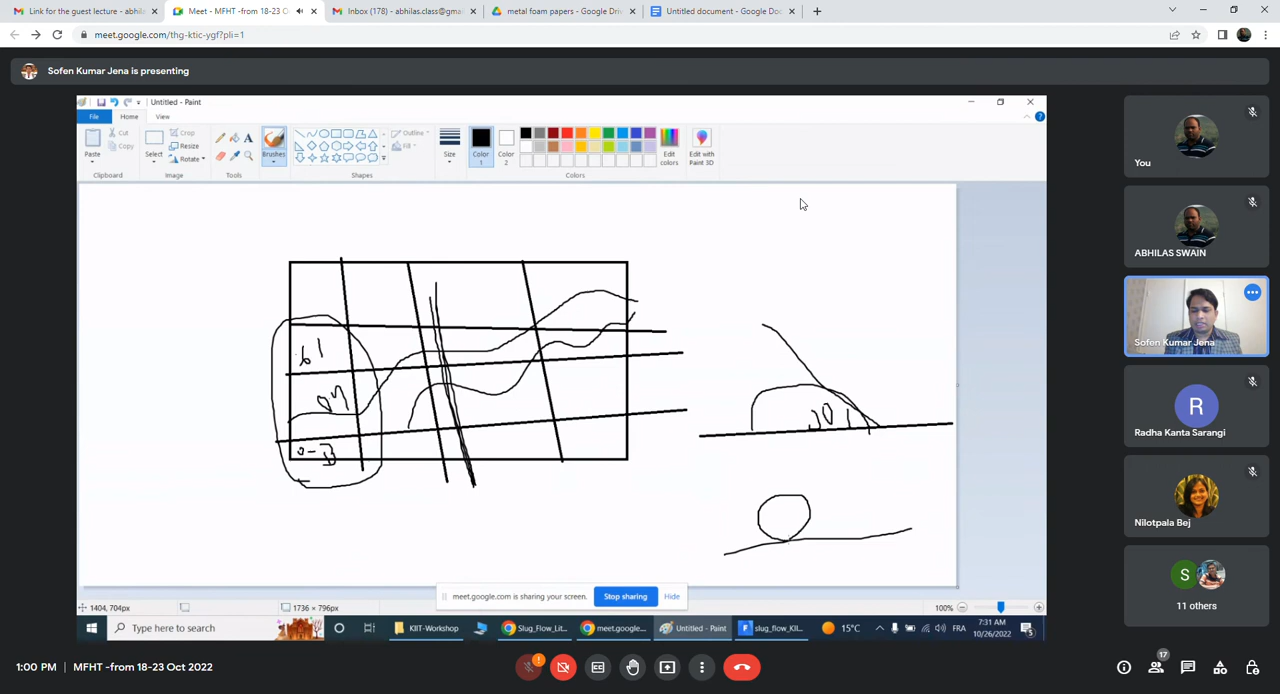 Link for the guest lecture - abhila
Meet - MFHT -from 18-23 O
Inbox (178) - abhilas.class@gma
metal foam papers - Google Driv
Untitled document - Google Doc
meet.google.com/thg-ktic-ygf?pli=1
Sofen Kumar Jena is presenting
Untitled - Paint
File
Home
View
Paste
Cut
Copy
Select
Crop
Resize
Rotate
A
Brushes
Outline
Fill
Size
Color
1
Color
2
Edit
colors
Edit with
Paint 3D
Clipboard
Image
Tools
Shapes
Colors
You
ABHILAS SWAIN
Sofen Kumar Jena
R
Radha Kanta Sarangi
Nilotpala Bej
S
11 others
meet.google.com is sharing your screen.
Stop sharing
Hide
1404, 704px
1736 × 796px
100%
Type here to search
KIIT-Workshop
Slug_Flow_Lit...
meet.google....
Untitled - Paint
slug_flow_KII...
15°C
FRA
7:31 AM
10/26/2022
5
1:00 PM | MFHT -from 18-23 Oct 2022
17